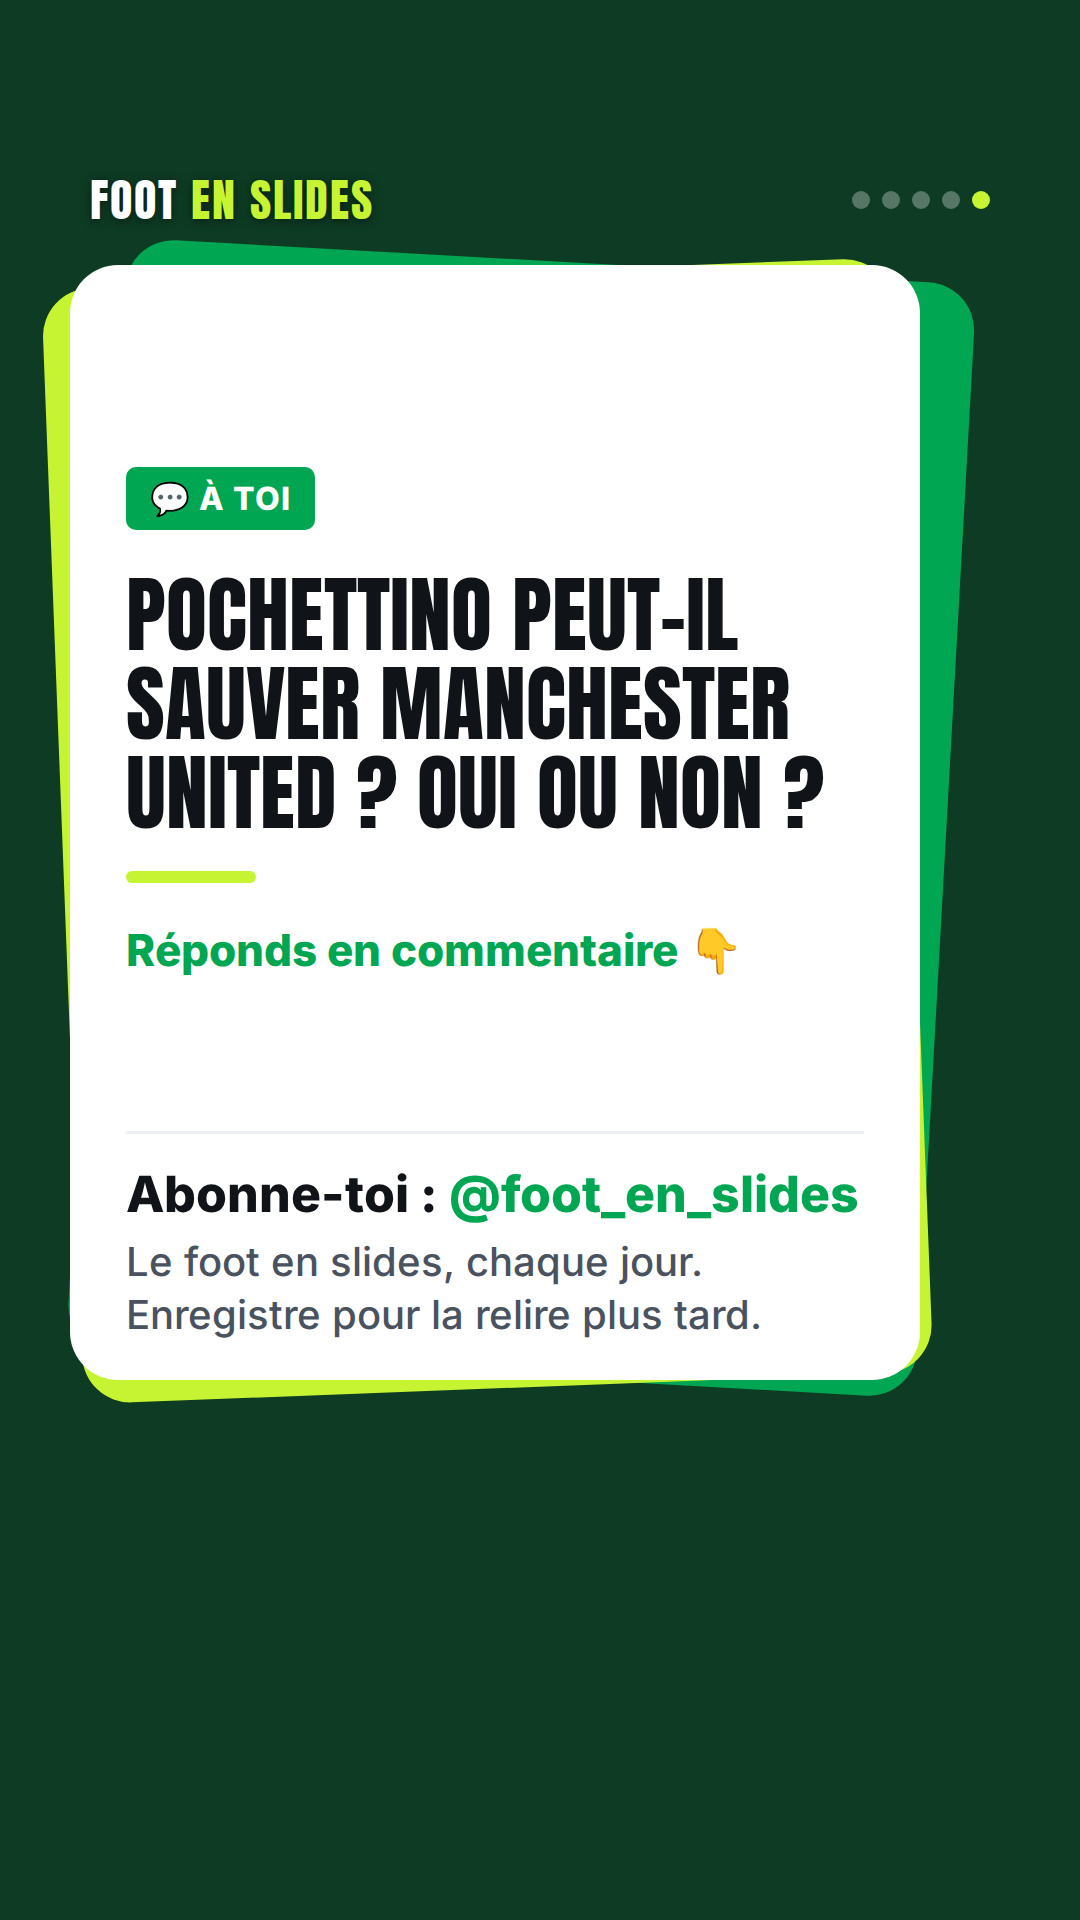 FOOT EN SLIDES
💬 À TOI
POCHETTINO PEUT-IL
SAUVER MANCHESTER
UNITED ? OUI OU NON ?
Réponds en commentaire 👇
Abonne-toi : @foot_en_slides
Le foot en slides, chaque jour.
Enregistre pour la relire plus tard.